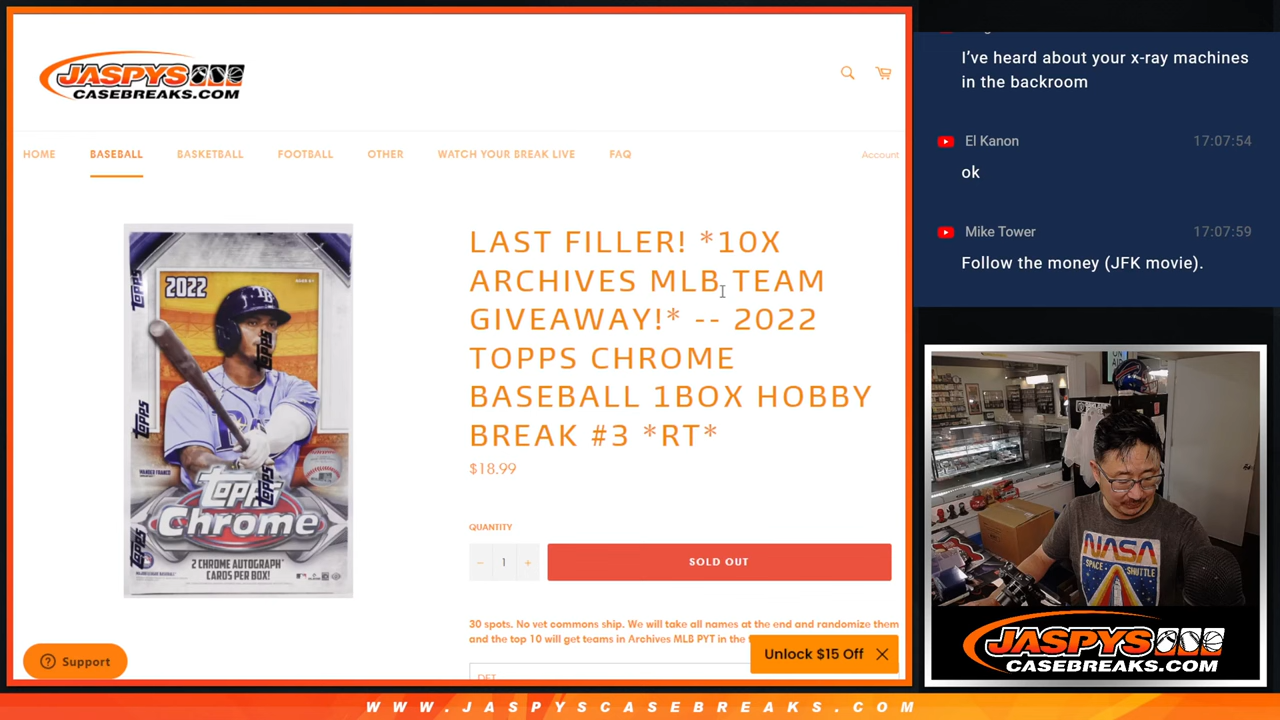 JASPYS
CASEBREAKS.COM
HOME
BASEBALL
BASKETBALL
FOOTBALL
OTHER
WATCH YOUR BREAK LIVE
FAQ
Account
LAST FILLER! *10X
ARCHIVES MLB TEAM
GIVEAWAY!* -- 2022
TOPPS CHROME
BASEBALL 1BOX HOBBY
BREAK #3 *RT*
$18.99
QUANTITY
− 1 +
SOLD OUT
30 spots. No vet commons ship. We will take all names at the end and randomize them
and the top 10 will get teams in Archives MLB PYT in the
Unlock $15 Off
Support
2022
TOPPS
TOPPS
TOPPS
Topps
Chrome
2 CHROME AUTOGRAPH
CARDS PER BOX!
I’ve heard about your x-ray machines
in the backroom
El Kanon 17:07:54
ok
Mike Tower 17:07:59
Follow the money (JFK movie).
NASA
SPACE SHUTTLE
JASPYS
CASEBREAKS.COM
WWW.JASPYSCASEBREAKS.COM